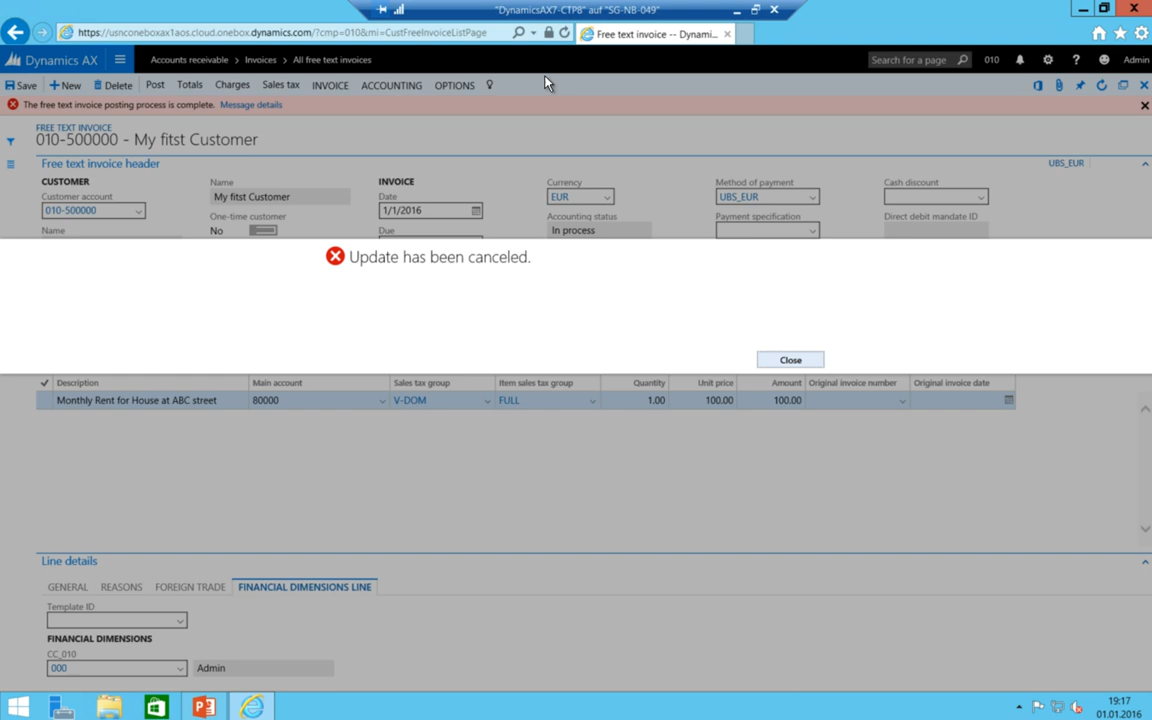 "DynamicsAX7-CTP8" auf "SG-NB-049"
https://usnconeboxax1aos.cloud.onebox.dynamics.com/?cmp=010&mi=CustFreeInvoiceListPage
Free text invoice -- Dynami...
Dynamics AX
Accounts receivable > Invoices > All free text invoices
Search for a page
010
Admin
Save
New
Delete
Post
Totals
Charges
Sales tax
INVOICE
ACCOUNTING
OPTIONS
The free text invoice posting process is complete. Message details
FREE TEXT INVOICE
010-500000 - My fitst Customer
Free text invoice header
UBS_EUR
CUSTOMER
Name
INVOICE
Currency
Method of payment
Cash discount
Customer account
My fitst Customer
Date
EUR
UBS_EUR
010-500000
One-time customer
1/1/2016
Accounting status
Payment specification
Direct debit mandate ID
Name
No
Due
In process
Update has been canceled.
Close
Description
Main account
Sales tax group
Item sales tax group
Quantity
Unit price
Amount
Original invoice number
Original invoice date
Monthly Rent for House at ABC street
80000
V-DOM
FULL
1.00
100.00
100.00
Line details
GENERAL
REASONS
FOREIGN TRADE
FINANCIAL DIMENSIONS LINE
Template ID
FINANCIAL DIMENSIONS
CC_010
000
Admin
19:17
01.01.2016